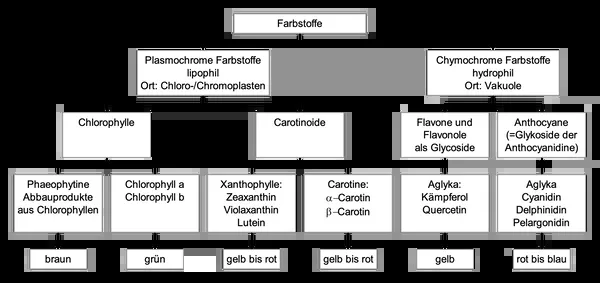 Farbstoffe
Plasmochrome Farbstoffe
lipophil
Ort: Chloro-/Chromoplasten
Chymochrome Farbstoffe
hydrophil
Ort: Vakuole
Chlorophylle
Carotinoide
Flavone und
Flavonole
als Glycoside
Anthocyane
(=Glykoside der
Anthocyanidine)
Phaeophytine
Abbauprodukte
aus Chlorophyllen
Chlorophyll a
Chlorophyll b
Xanthophylle:
Zeaxanthin
Violaxanthin
Lutein
Carotine:
α–Carotin
β–Carotin
Aglyka:
Kämpferol
Quercetin
Aglyka
Cyanidin
Delphinidin
Pelargonidin
braun
grün
gelb bis rot
gelb bis rot
gelb
rot bis blau